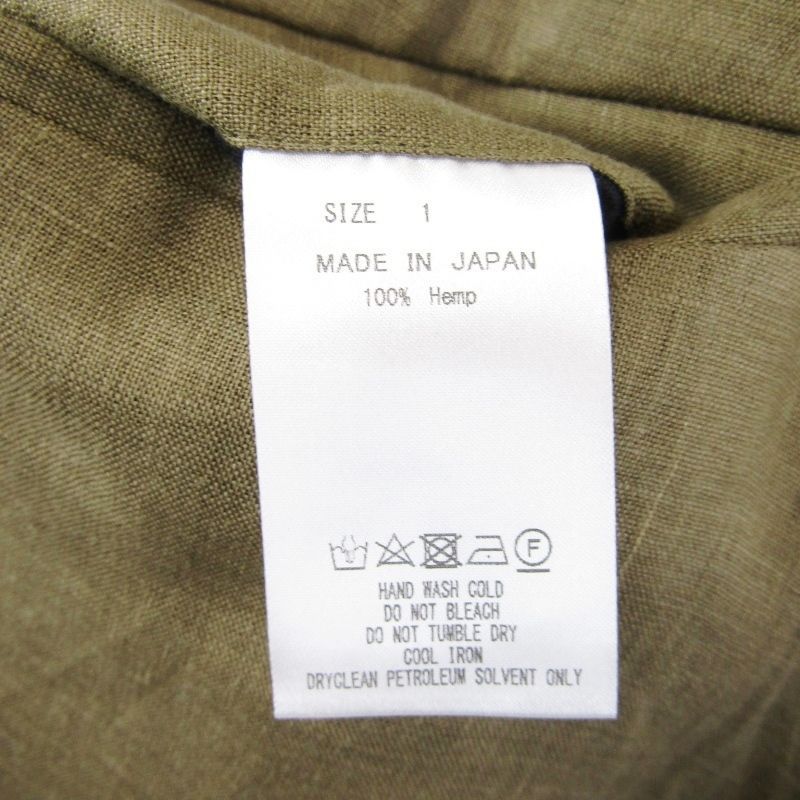 SIZE 1
MADE IN JAPAN
100% Hemp
F
HAND WASH COLD
DO NOT BLEACH
DO NOT TUMBLE DRY
COOL IRON
DRYCLEAN PETROLEUM SOLVENT ONLY